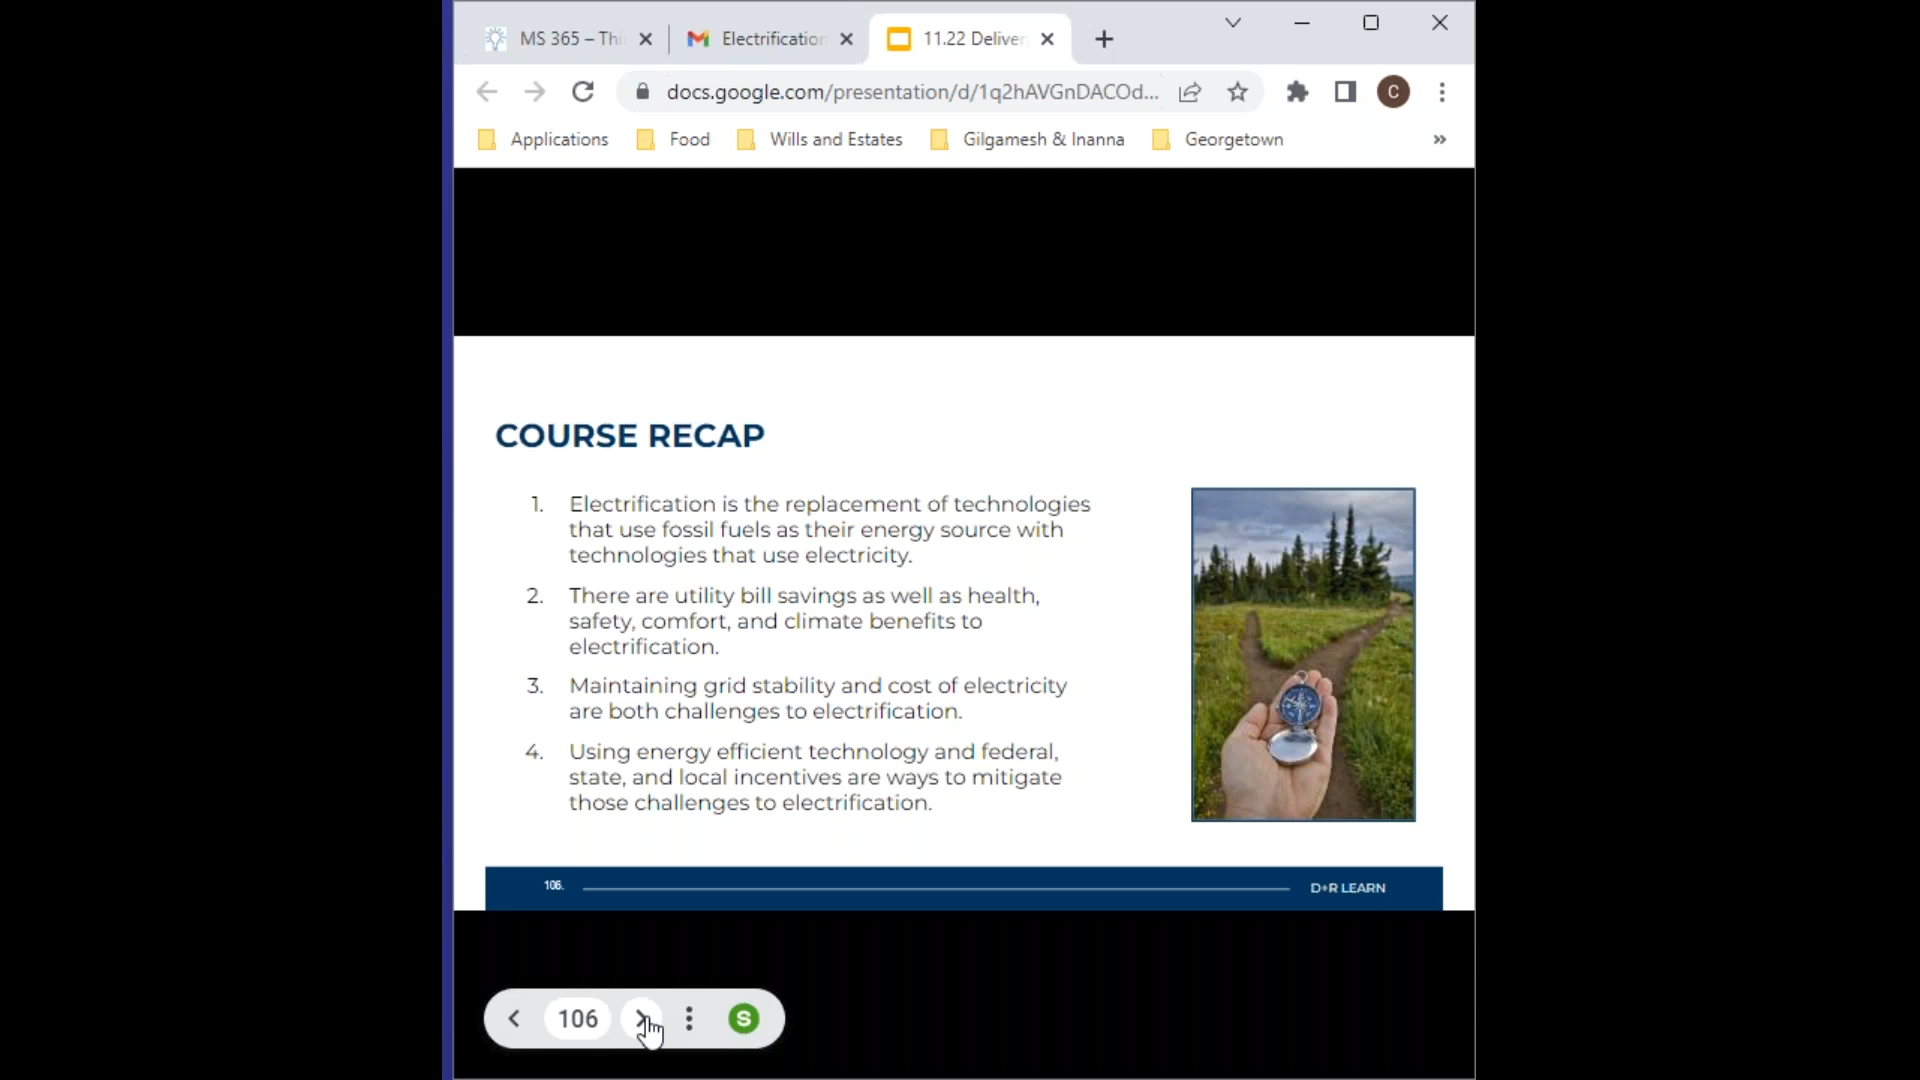 MS 365 – Thi
Electrification
11.22 Deliver
docs.google.com/presentation/d/1q2hAVGnDACOd...
C
Applications
Food
Wills and Estates
Gilgamesh & Inanna
Georgetown
»
COURSE RECAP
1. Electrification is the replacement of technologies
that use fossil fuels as their energy source with
technologies that use electricity.
2. There are utility bill savings as well as health,
safety, comfort, and climate benefits to
electrification.
3. Maintaining grid stability and cost of electricity
are both challenges to electrification.
4. Using energy efficient technology and federal,
state, and local incentives are ways to mitigate
those challenges to electrification.
106.
D+R LEARN
106
S